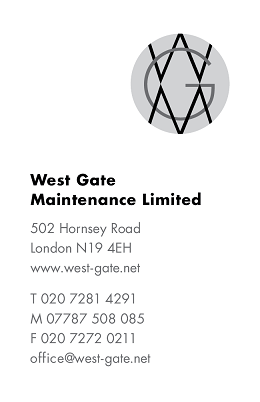 WGM
West Gate
Maintenance Limited
502 Hornsey Road
London N19 4EH
www.west-gate.net
T 020 7281 4291
M 07787 508 085
F 020 7272 0211
office@west-gate.net